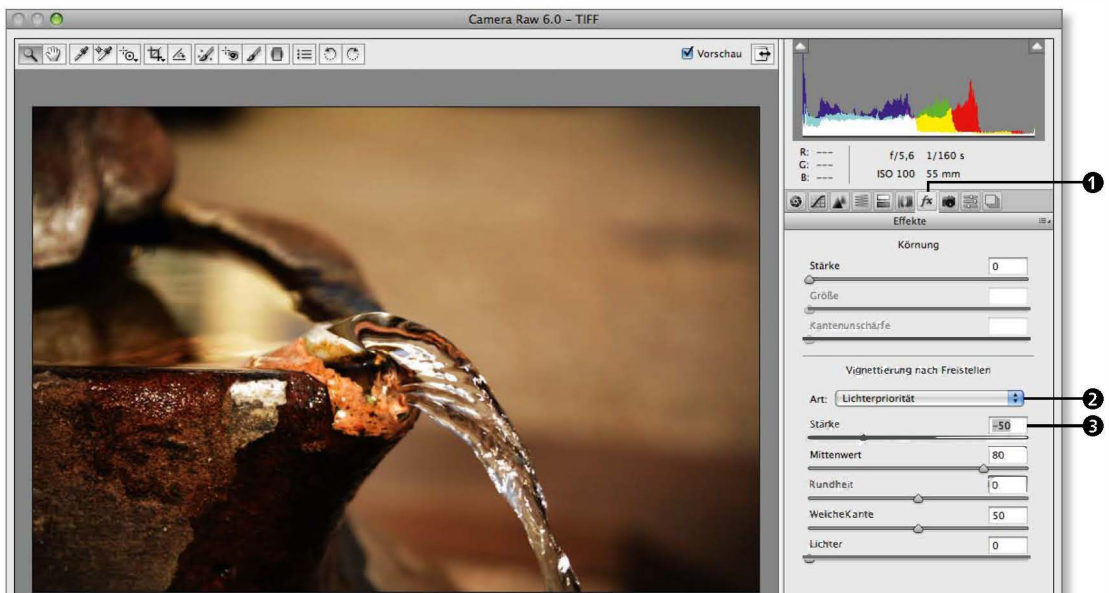 Camera Raw 6.0 – TIFF
Vorschau
R: ---
G: ---
B: ---
f/5,6 1/160 s
ISO 100 55 mm
1
fx
Effekte
Körnung
Stärke 0
Größe
Kantenunschärfe
Vignettierung nach Freistellen
Art: Lichterpriorität
2
Stärke -50
3
Mittenwert 80
Rundheit 0
Weiche Kante 50
Lichter 0